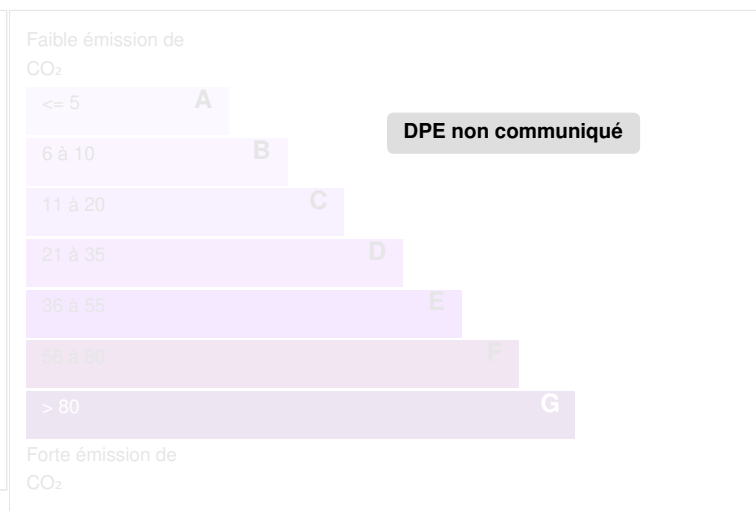 Faible émission de
CO₂
<= 5 A
DPE non communiqué
6 à 10 B
11 à 20 C
21 à 35 D
36 à 55 E
56 à 80 F
> 80 G
Forte émission de
CO₂